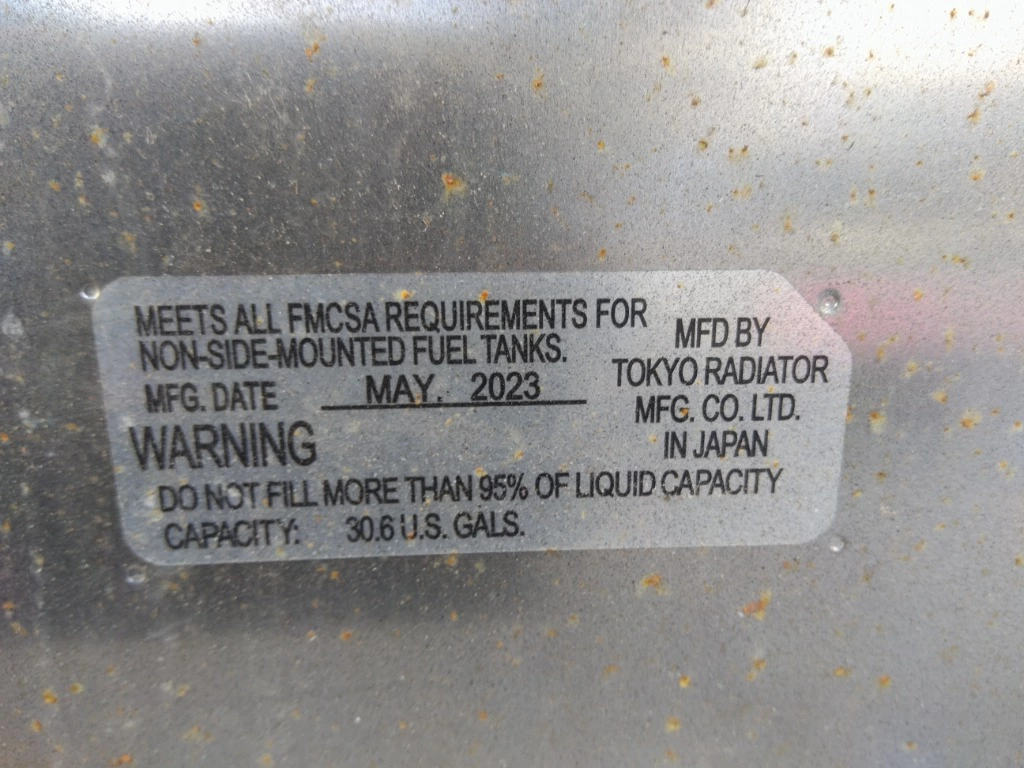 MEETS ALL FMCSA REQUIREMENTS FOR
NON-SIDE-MOUNTED FUEL TANKS.
MFG. DATE MAY. 2023
WARNING
DO NOT FILL MORE THAN 95% OF LIQUID CAPACITY
CAPACITY: 30.6 U.S. GALS.
MFD BY
TOKYO RADIATOR
MFG. CO. LTD.
IN JAPAN